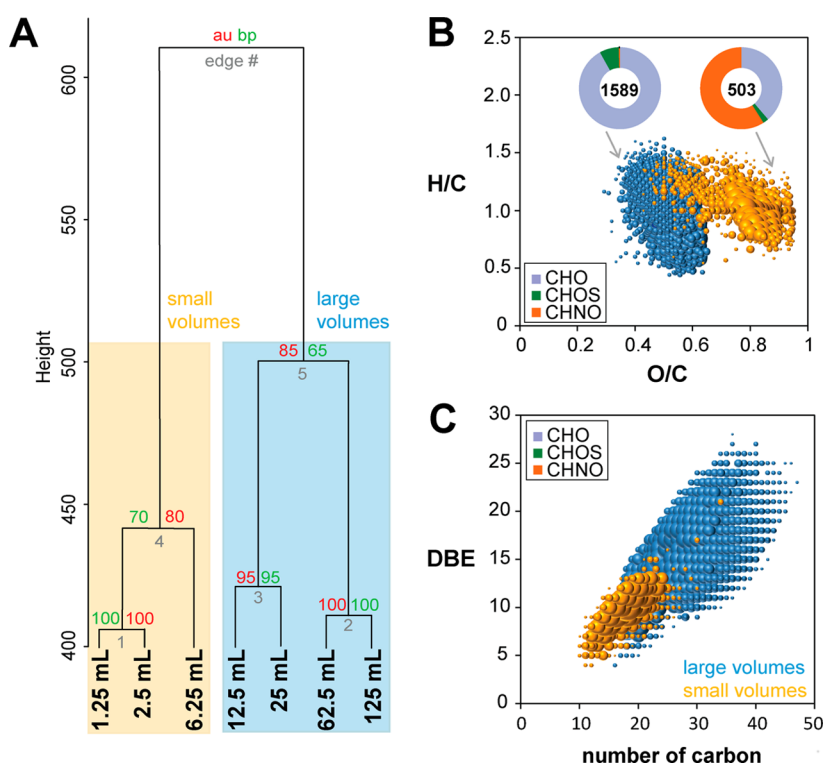 A
au bp
edge #
600
550
500
450
400
Height
small
volumes
large
volumes
85 65
5
70 80
4
95 95
3
100 100
1
100 100
2
1.25 mL
2.5 mL
6.25 mL
12.5 mL
25 mL
62.5 mL
125 mL
B
2.5
2.0
1.5
1.0
0.5
0
H/C
1589
503
CHO
CHOS
CHNO
0 0.2 0.4 0.6 0.8 1
O/C
C
30
25
20
15
10
5
0
DBE
CHO
CHOS
CHNO
large volumes
small volumes
0 10 20 30 40 50
number of carbon